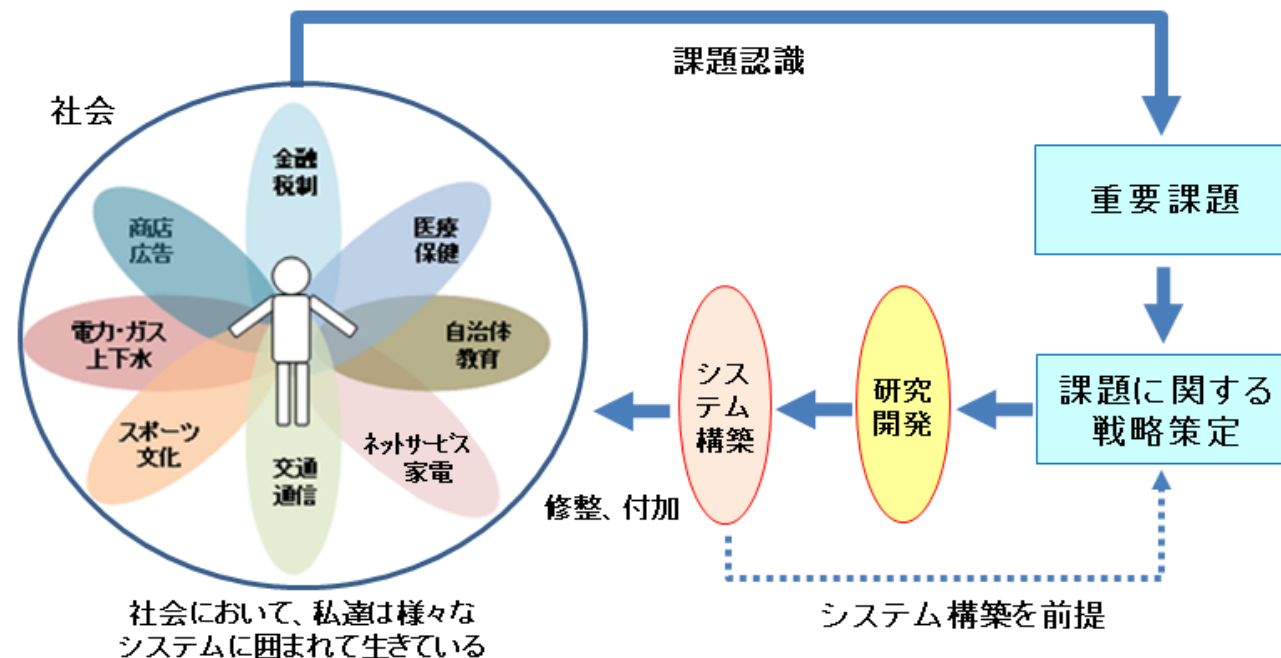 課題認識
社会
金融
税制
商店
広告
医療
保健
重要課題
電力・ガス
上下水
自治体
教育
シス
テム
構築
研究
開発
課題に関する
戦略策定
スポーツ
文化
交通
通信
ネットサービス
家電
修整、付加
社会において、私達は様々な
システムに囲まれて生きている
システム構築を前提